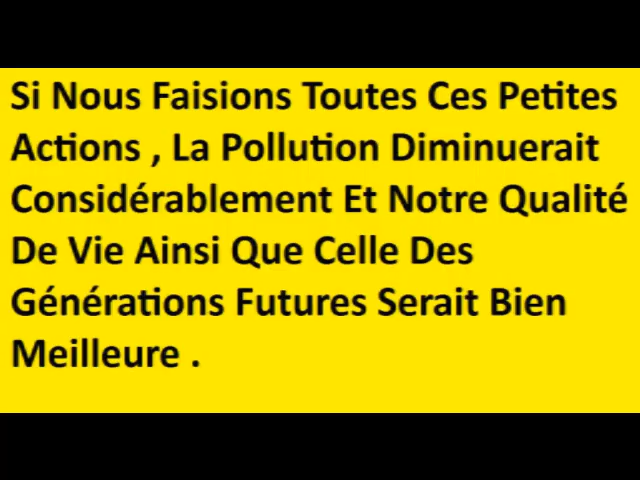 Si Nous Faisions Toutes Ces Petites
Actions , La Pollution Diminuerait
Considérablement Et Notre Qualité
De Vie Ainsi Que Celle Des
Générations Futures Serait Bien
Meilleure .